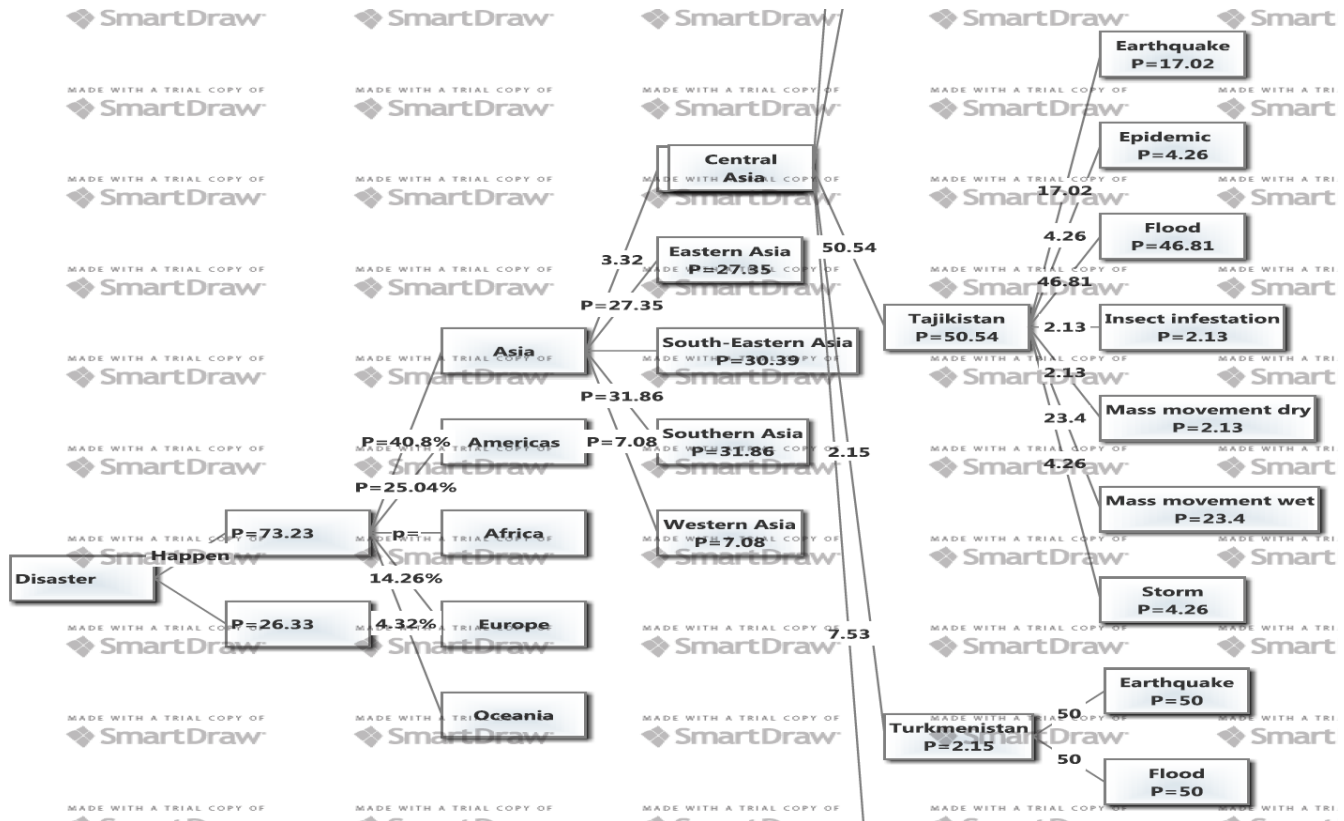 Disaster
Happen
P=73.23
P=26.33
P=40.8%
P=25.04%
p=
14.26%
4.32%
Asia
Americas
Africa
Europe
Oceania
3.32
P=27.35
P=31.86
P=7.08
Central
Asia
Eastern Asia
P=27.35
South-Eastern Asia
P=30.39
Southern Asia
P=31.86
Western Asia
P=7.08
50.54
2.15
7.53
Tajikistan
P=50.54
17.02
4.26
46.81
2.13
2.13
23.4
4.26
Earthquake
P=17.02
Epidemic
P=4.26
Flood
P=46.81
Insect infestation
P=2.13
Mass movement dry
P=2.13
Mass movement wet
P=23.4
Storm
P=4.26
Turkmenistan
P=2.15
50
50
Earthquake
P=50
Flood
P=50
MADE WITH A TRIAL COPY OF
SmartDraw